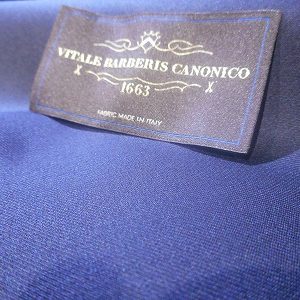 VITALE BARBERIS CANONICO
1663
FABRIC MADE IN ITALY